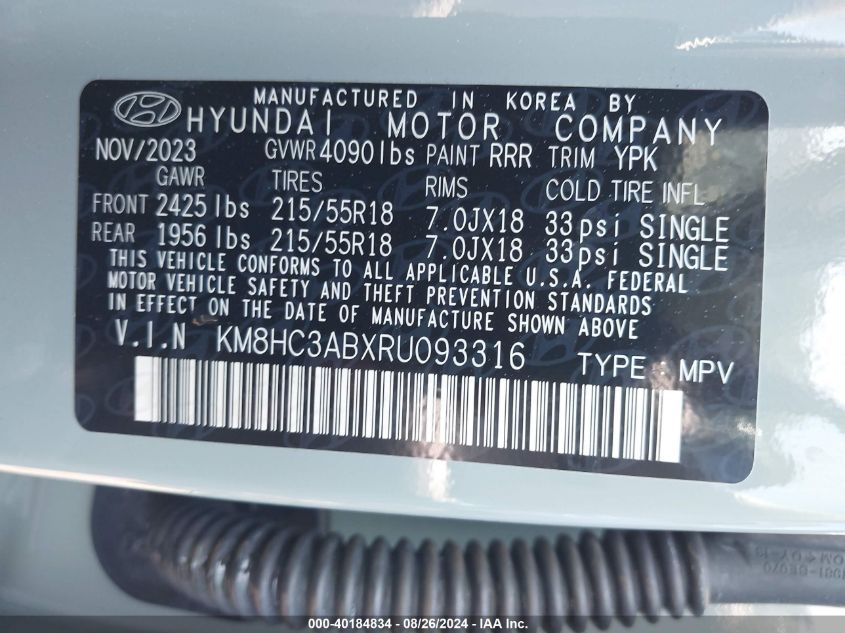 MANUFACTURED IN KOREA BY
HYUNDAI MOTOR COMPANY
NOV/2023 GVWR 4090lbs PAINT RRR TRIM YPK
GAWR TIRES RIMS COLD TIRE INFL
FRONT 2425 lbs 215/55R18 7.0JX18 33psi SINGLE
REAR 1956 lbs 215/55R18 7.0JX18 33psi SINGLE
THIS VEHICLE CONFORMS TO ALL APPLICABLE U.S.A. FEDERAL
MOTOR VEHICLE SAFETY AND THEFT PREVENTION STANDARDS
IN EFFECT ON THE DATE OF MANUFACTURE SHOWN ABOVE.
V.I.N KM8HC3ABXRU093316 TYPE MPV
000-40184834 - 08/26/2024 - IAA Inc.